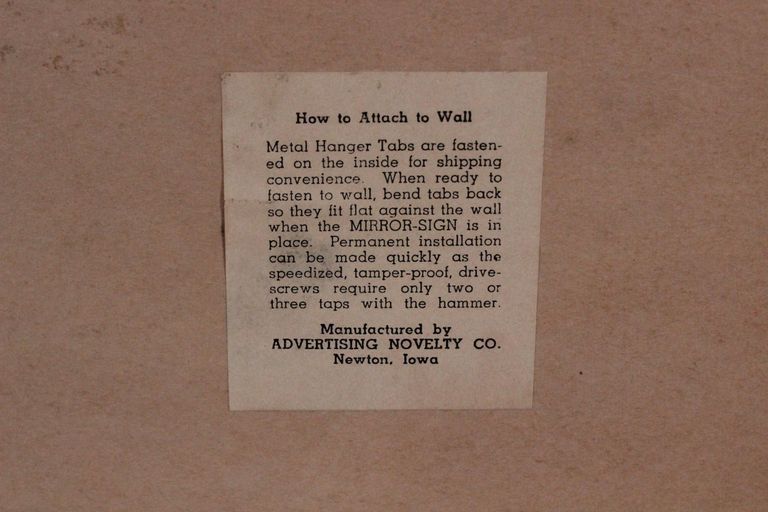 How to Attach to Wall
Metal Hanger Tabs are fasten-
ed on the inside for shipping
convenience. When ready to
fasten to wall, bend tabs back
so they fit flat against the wall
when the MIRROR-SIGN is in
place. Permanent installation
can be made quickly as the
speedized, tamper-proof, drive-
screws require only two or
three taps with the hammer.
Manufactured by
ADVERTISING NOVELTY CO.
Newton, Iowa